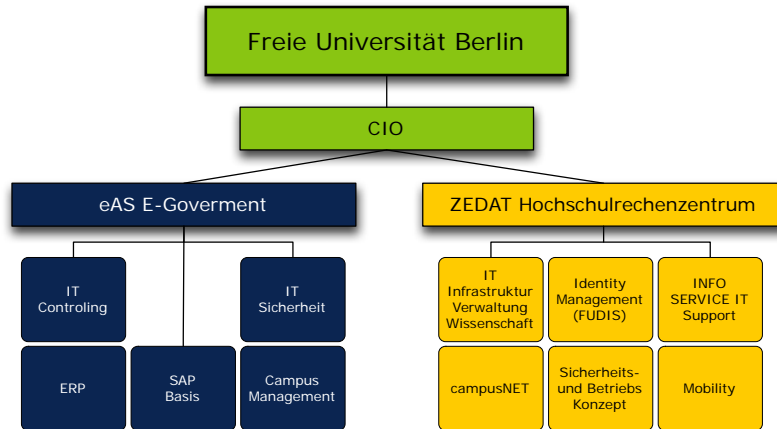 Freie Universität Berlin
CIO
eAS E-Goverment
ZEDAT Hochschulrechenzentrum
IT
Controling
IT
Sicherheit
IT
Infrastruktur
Verwaltung
Wissenschaft
Identity
Management
(FUDIS)
INFO
SERVICE IT
Support
ERP
SAP
Basis
Campus
Management
campusNET
Sicherheits-
und Betriebs
Konzept
Mobility